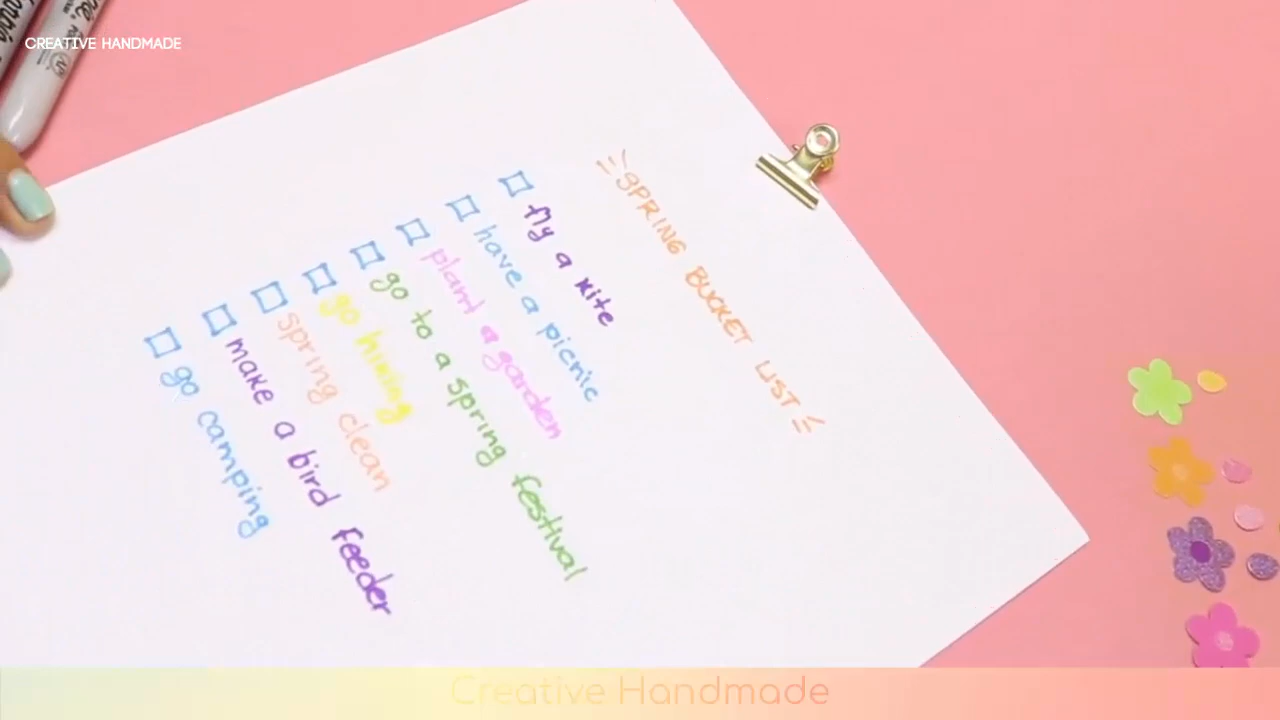 CREATIVE HANDMADE
SPRING BUCKET LIST
fly a kite
have a picnic
plant a garden
go to a spring festival
go hiking
spring clean
make a bird feeder
go camping
Creative Handmade